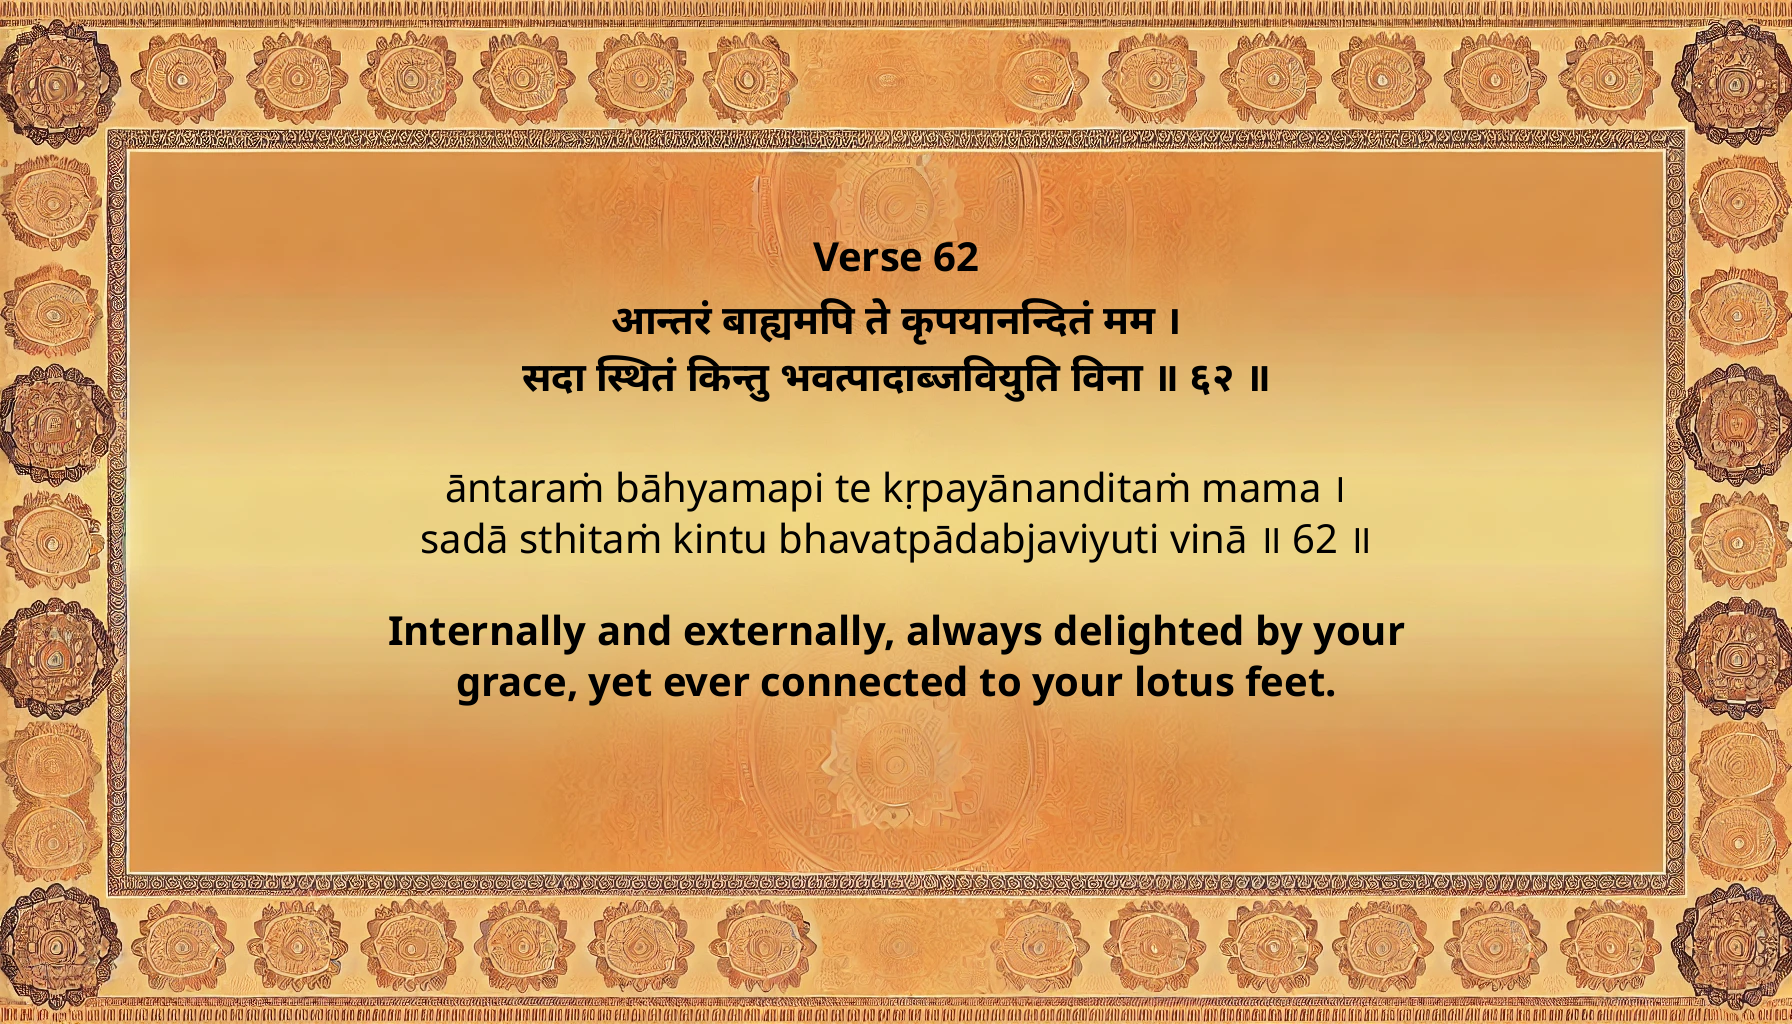 Verse 62
आन्तरं बाह्यमपि ते कृपयानन्दितं मम ।
सदा स्थितं किन्तु भवत्पादाब्जवियुति विना ॥ ६२ ॥
āntaraṁ bāhyamapi te kṛpayānanditaṁ mama ।
sadā sthitaṁ kintu bhavatpādabjaviyuti vinā ॥ 62 ॥
Internally and externally, always delighted by your
grace, yet ever connected to your lotus feet.